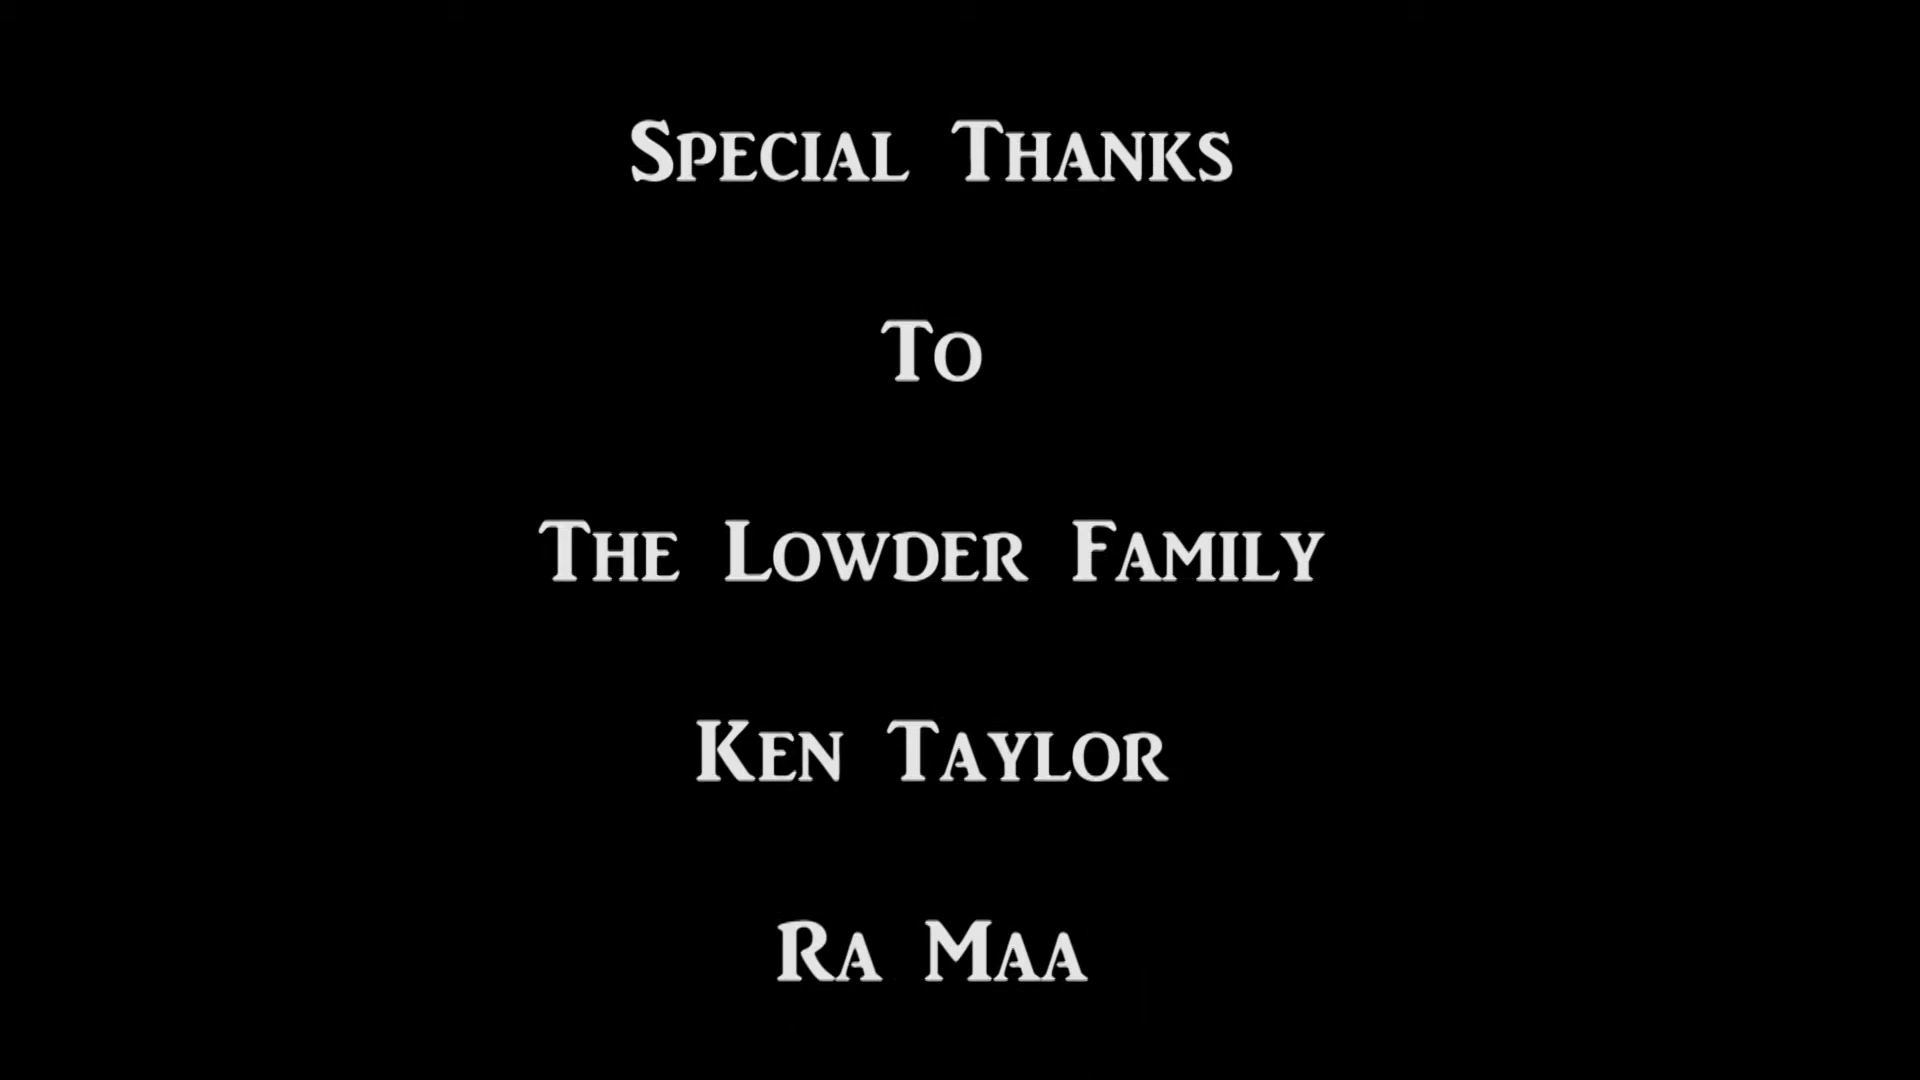 Special Thanks
To
The Lowder Family
Ken Taylor
Ra Maa